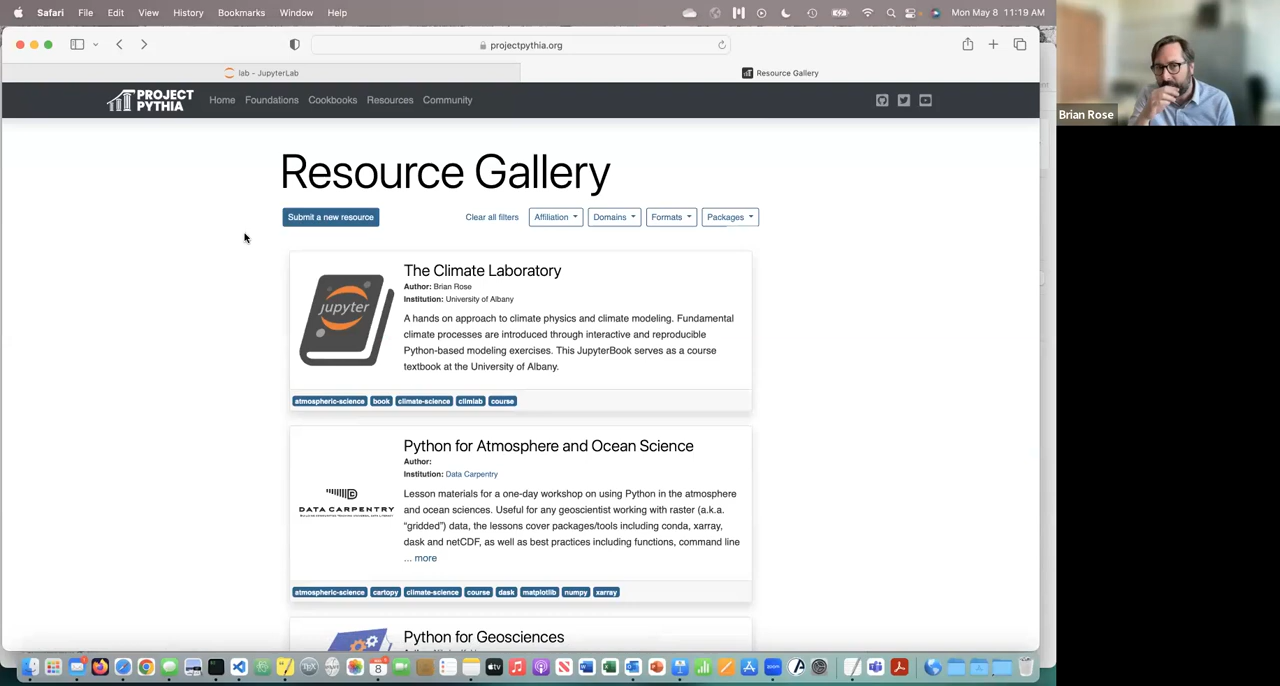 Safari File Edit View History Bookmarks Window Help
Mon May 8 11:19 AM
projectpythia.org
lab – JupyterLab
Resource Gallery
PROJECT
PYTHIA
Home Foundations Cookbooks Resources Community
Brian Rose
Resource Gallery
Submit a new resource
Clear all filters Affiliation Domains Formats Packages
The Climate Laboratory
Author: Brian Rose
Institution: University of Albany
jupyter
A hands on approach to climate physics and climate modeling. Fundamental
climate processes are introduced through interactive and reproducible
Python-based modeling exercises. This JupyterBook serves as a course
textbook at the University of Albany.
atmospheric-science book climate-science climlab course
Python for Atmosphere and Ocean Science
Author:
Institution: Data Carpentry
DATA CARPENTRY
Lesson materials for a one-day workshop on using Python in the atmosphere
and ocean sciences. Useful for any geoscientist working with raster (a.k.a.
“gridded”) data, the lessons cover packages/tools including conda, xarray,
dask and netCDF, as well as best practices including functions, command line
... more
atmospheric-science cartopy climate-science course dask matplotlib numpy xarray
Python for Geosciences